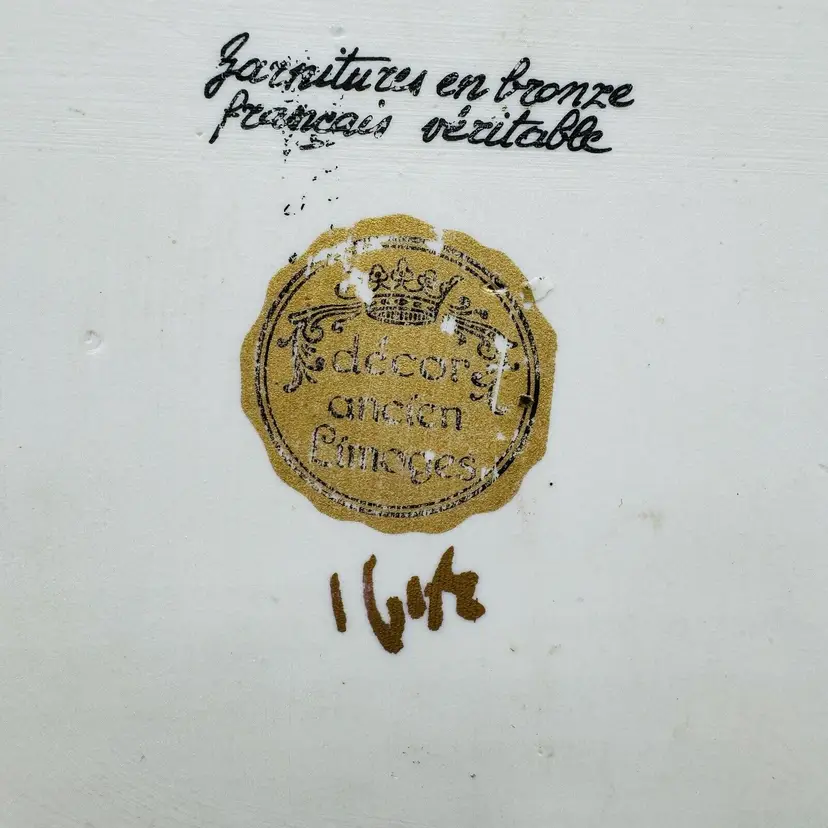 Garnitures en bronze
français véritable
décor
ancien
Limoges